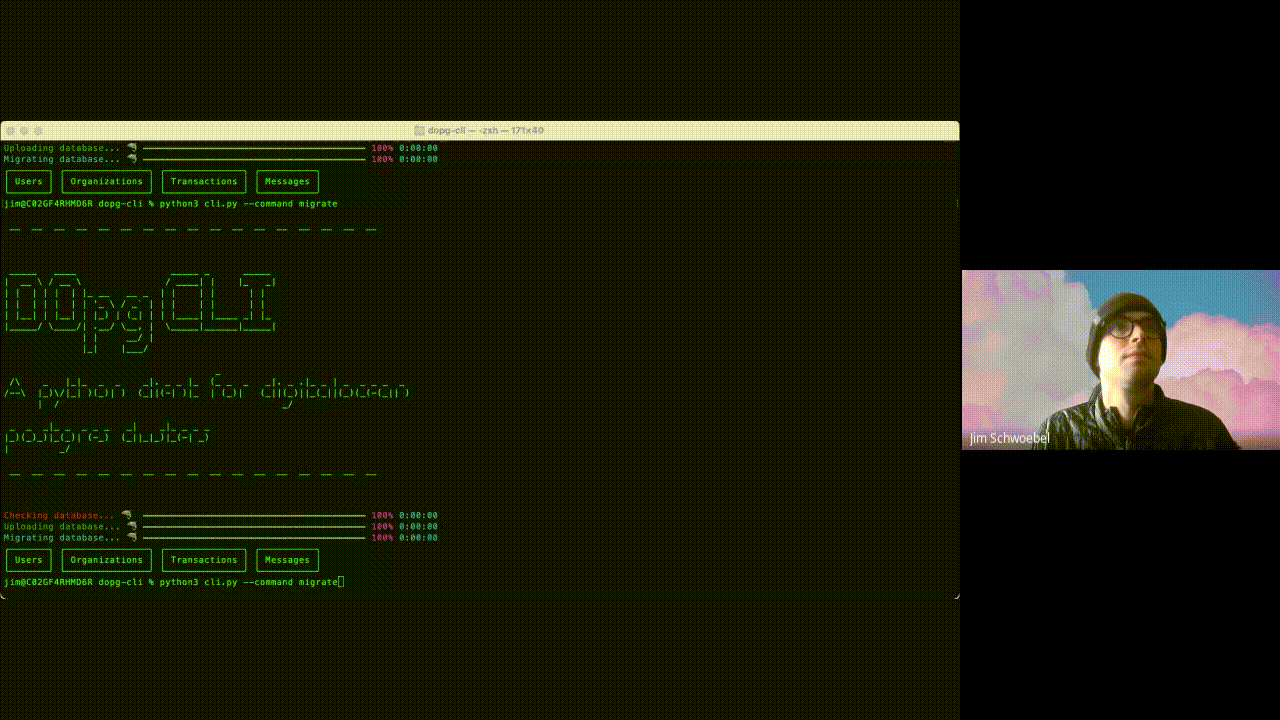 dopg-cli — -zsh — 171×40
Uploading database... 100% 0:00:00
Migrating database... 100% 0:00:00
Users Organizations Transactions Messages
jim@C02GF4RHMD6R dopg-cli % python3 cli.py --command migrate
DOpg CLI
A python client for digitalocean
postgres clusters
Checking database... 100% 0:00:00
Uploading database... 100% 0:00:00
Migrating database... 100% 0:00:00
Users Organizations Transactions Messages
jim@C02GF4RHMD6R dopg-cli % python3 cli.py --command migrate
Jim Schwoebel